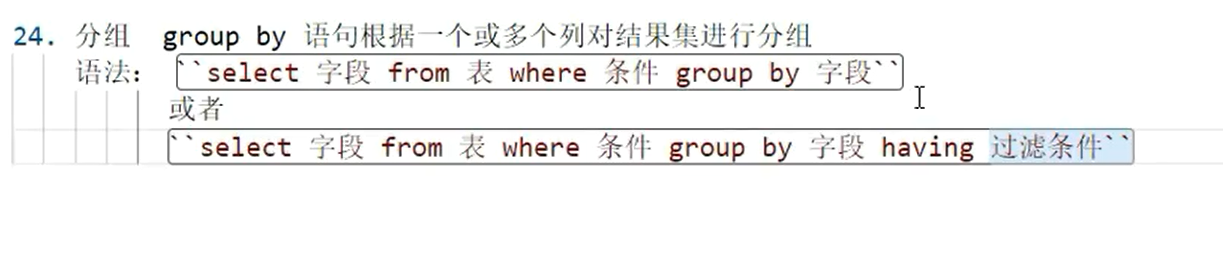 24. 分组 group by 语句根据一个或多个列对结果集进行分组
语法： ``select 字段 from 表 where 条件 group by 字段``
或者
``select 字段 from 表 where 条件 group by 字段 having 过滤条件``